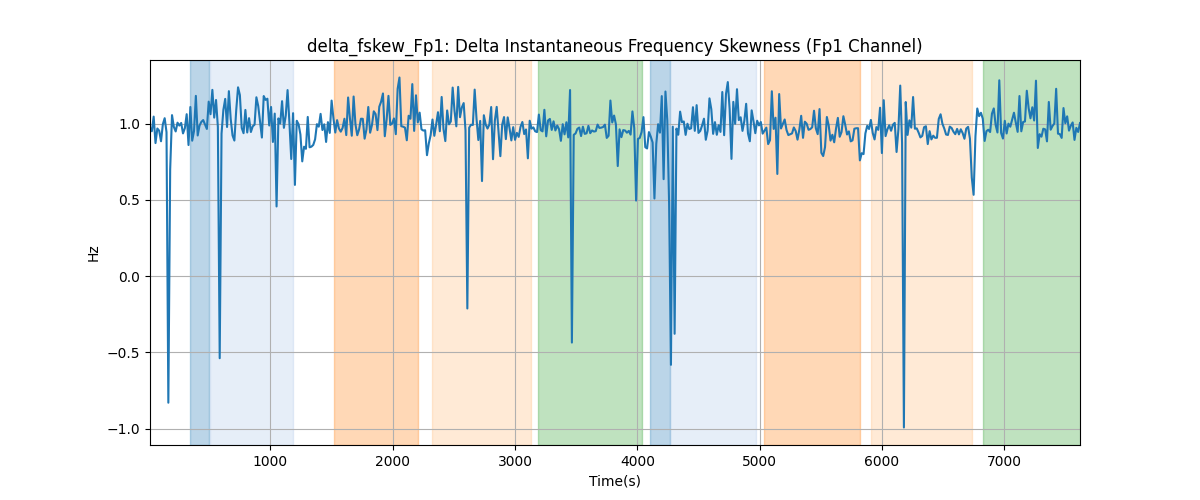 delta_fskew_Fp1: Delta Instantaneous Frequency Skewness (Fp1 Channel)
1.0
0.5
0.0
−0.5
−1.0
Hz
1000 2000 3000 4000 5000 6000 7000
Time(s)